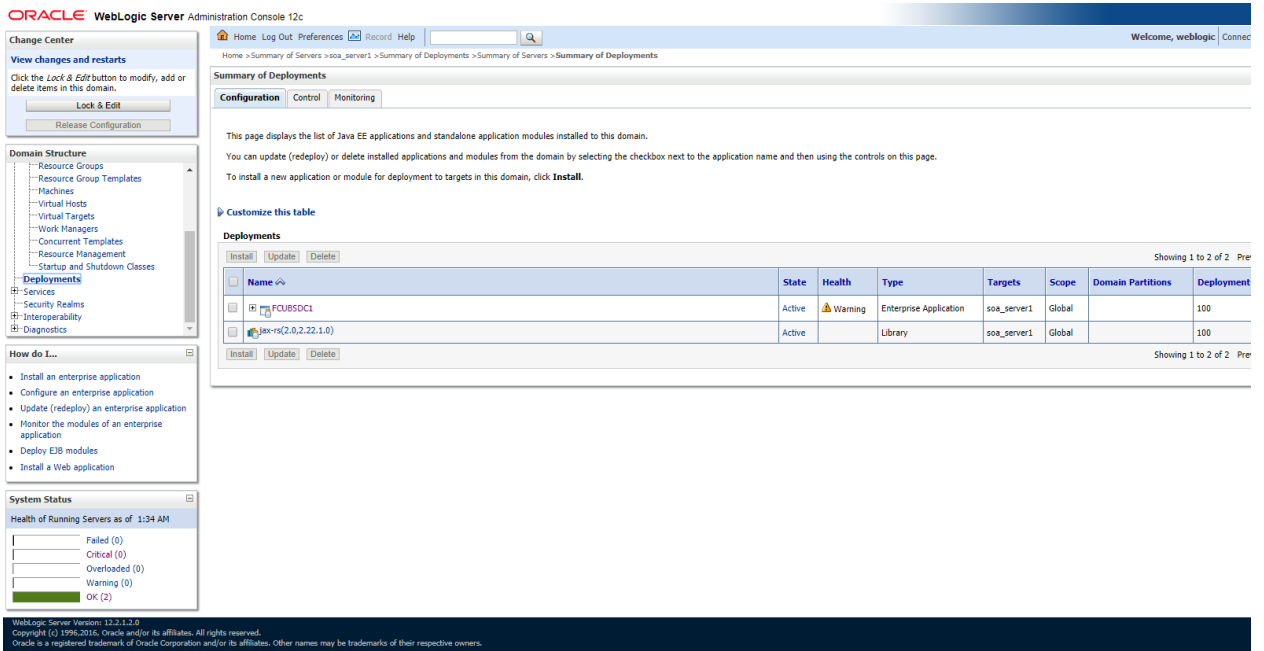 ORACLE WebLogic Server Administration Console 12c
Change Center
View changes and restarts
Click the Lock & Edit button to modify, add or
delete items in this domain.
Lock & Edit
Release Configuration
Domain Structure
Resource Groups
Resource Group Templates
Machines
Virtual Hosts
Virtual Targets
Work Managers
Concurrent Templates
Resource Management
Startup and Shutdown Classes
Deployments
Services
Security Realms
Interoperability
Diagnostics
How do I...
Install an enterprise application
Configure an enterprise application
Update (redeploy) an enterprise application
Monitor the modules of an enterprise
application
Deploy EJB modules
Install a Web application
System Status
Health of Running Servers as of 1:34 AM
Failed (0)
Critical (0)
Overloaded (0)
Warning (0)
OK (2)
Home Log Out Preferences Record Help
Welcome, weblogic Connec
Home >Summary of Servers >soa_server1 >Summary of Deployments >Summary of Servers >Summary of Deployments
Summary of Deployments
Configuration Control Monitoring
This page displays the list of Java EE applications and standalone application modules installed to this domain.
You can update (redeploy) or delete installed applications and modules from the domain by selecting the checkbox next to the application name and then using the controls on this page.
To install a new application or module for deployment to targets in this domain, click Install.
Customize this table
Deployments
Install Update Delete Showing 1 to 2 of 2 Pre
Name State Health Type Targets Scope Domain Partitions Deployment
FCUBSDC1 Active Warning Enterprise Application soa_server1 Global 100
jax-rs(2.0,2.22.1.0) Active Library soa_server1 Global 100
Install Update Delete Showing 1 to 2 of 2 Pre
WebLogic Server Version: 12.2.1.2.0
Copyright (c) 1996,2016, Oracle and/or its affiliates. All rights reserved.
Oracle is a registered trademark of Oracle Corporation and/or its affiliates. Other names may be trademarks of their respective owners.